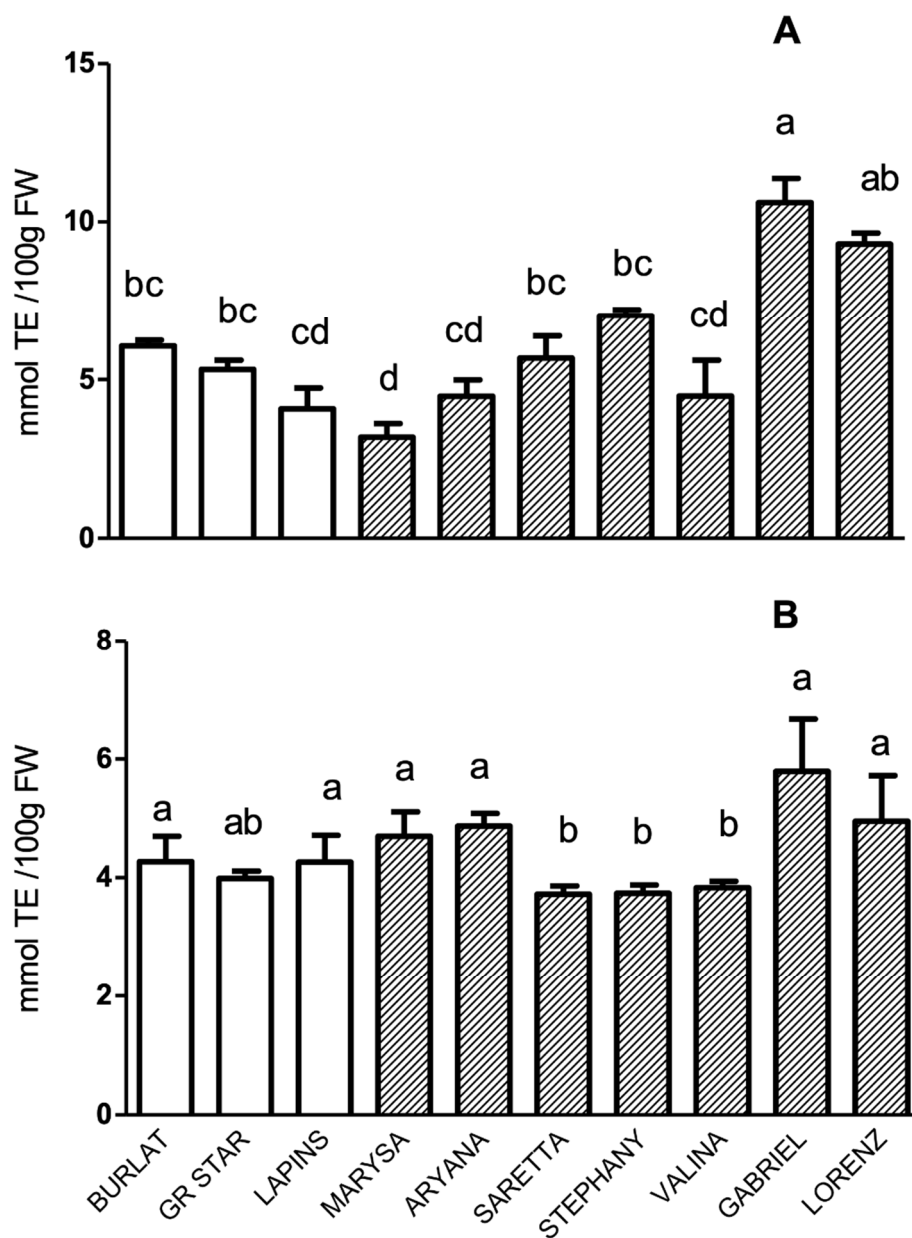 A
15
10
5
0
mmol TE /100g FW
bc
bc
cd
d
cd
bc
bc
cd
a
ab
B
8
6
4
2
0
mmol TE /100g FW
a
ab
a
a
a
b
b
b
a
a
BURLAT
GR STAR
LAPINS
MARYSA
ARYANA
SARETTA
STEPHANY
VALINA
GABRIEL
LORENZ